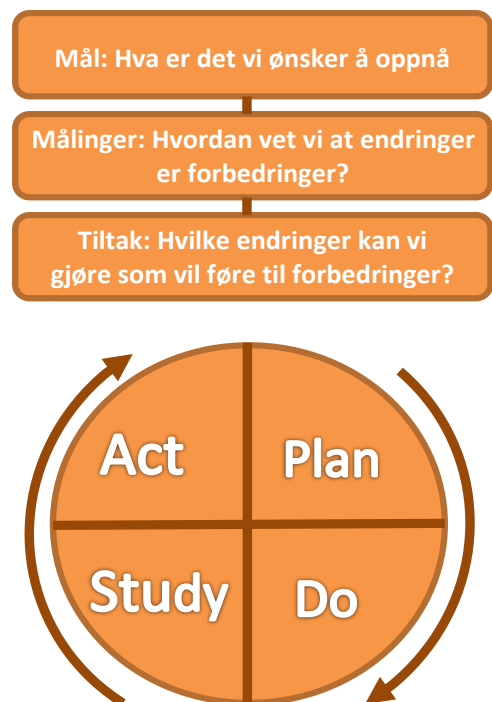 Mål: Hva er det vi ønsker å oppnå
Målinger: Hvordan vet vi at endringer
er forbedringer?
Tiltak: Hvilke endringer kan vi
gjøre som vil føre til forbedringer?
Act
Plan
Study
Do